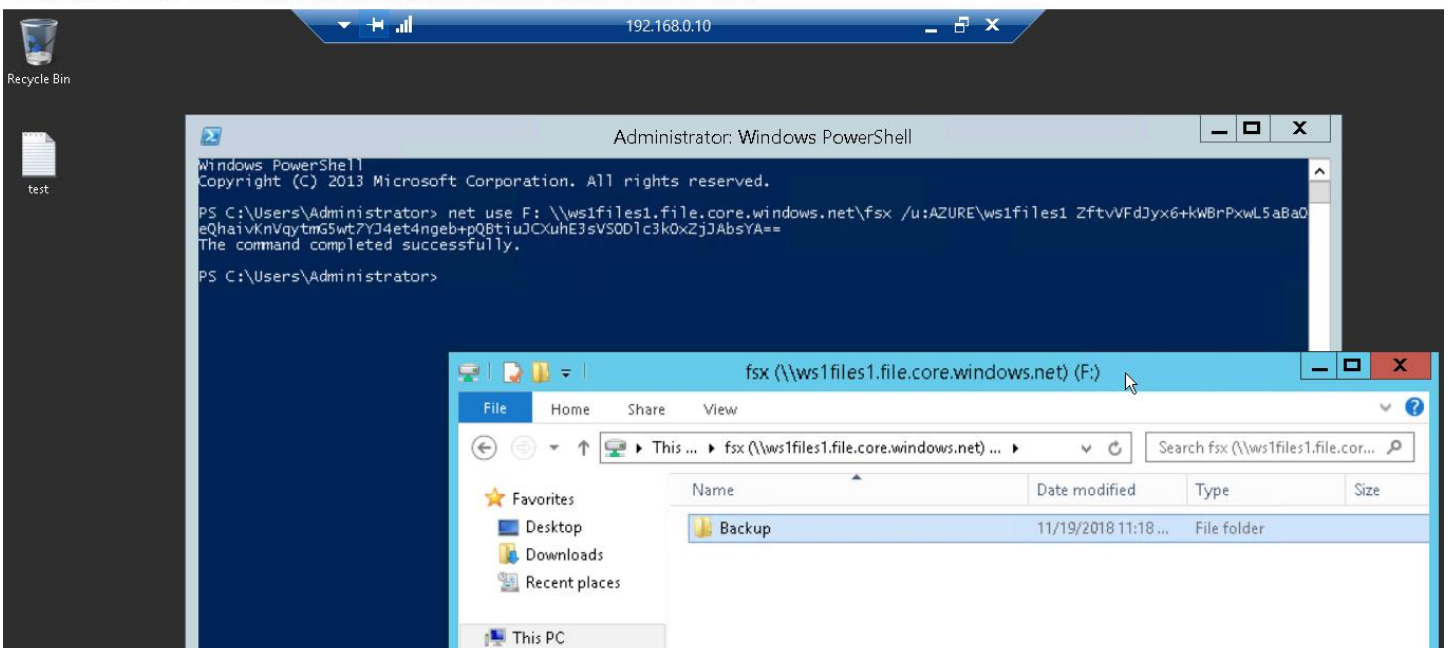 192.168.0.10
Recycle Bin
test
Administrator: Windows PowerShell
Windows PowerShell
Copyright (C) 2013 Microsoft Corporation. All rights reserved.
PS C:\Users\Administrator> net use F: \\ws1files1.file.core.windows.net\fsx /u:AZURE\ws1files1 ZftvVFdJyx6+kWBrPxwL5aBaO
eQhaivKnVqytmG5wt7YJ4et4ngeb+pQBtiuJCXuhE3sVSODlc3kOxZjJAbsYA==
The command completed successfully.
PS C:\Users\Administrator>
fsx (\\ws1files1.file.core.windows.net) (F:)
File Home Share View
This ... fsx (\\ws1files1.file.core.windows.net) ... Search fsx (\\ws1files1.file.cor...
Name Date modified Type Size
Favorites
Desktop
Downloads
Recent places
This PC
Backup 11/19/2018 11:18 ... File folder